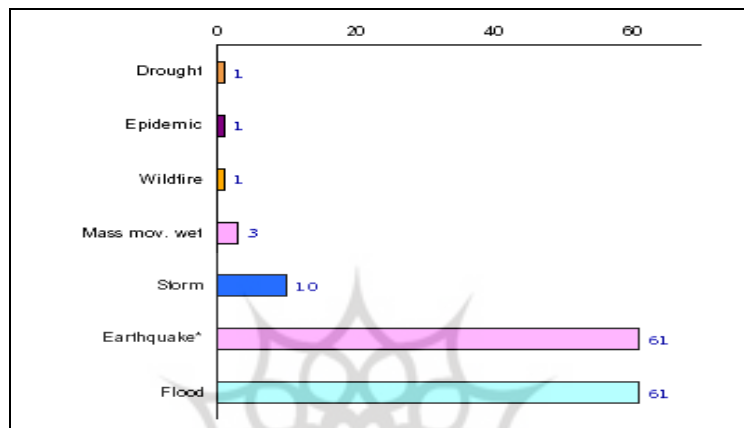 0 20 40 60
Drought 1
Epidemic 1
Wildfire 1
Mass mov. wet 3
Storm 10
Earthquake* 61
Flood 61